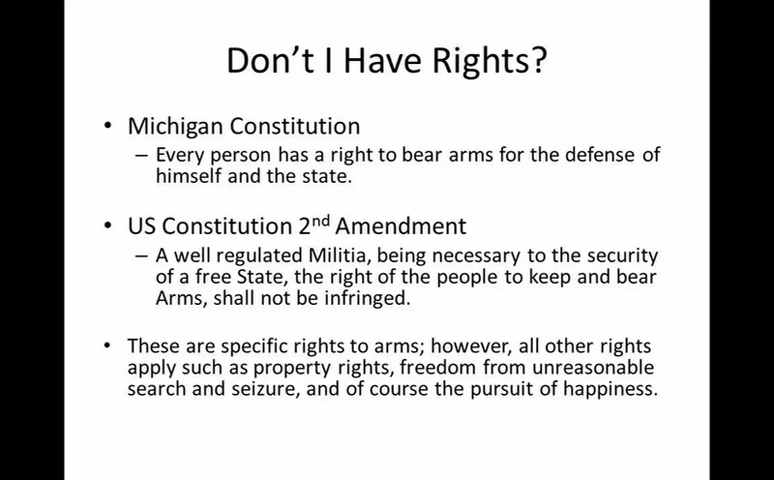 Don’t I Have Rights?
• Michigan Constitution
– Every person has a right to bear arms for the defense of
himself and the state.
• US Constitution 2nd Amendment
– A well regulated Militia, being necessary to the security
of a free State, the right of the people to keep and bear
Arms, shall not be infringed.
• These are specific rights to arms; however, all other rights
apply such as property rights, freedom from unreasonable
search and seizure, and of course the pursuit of happiness.